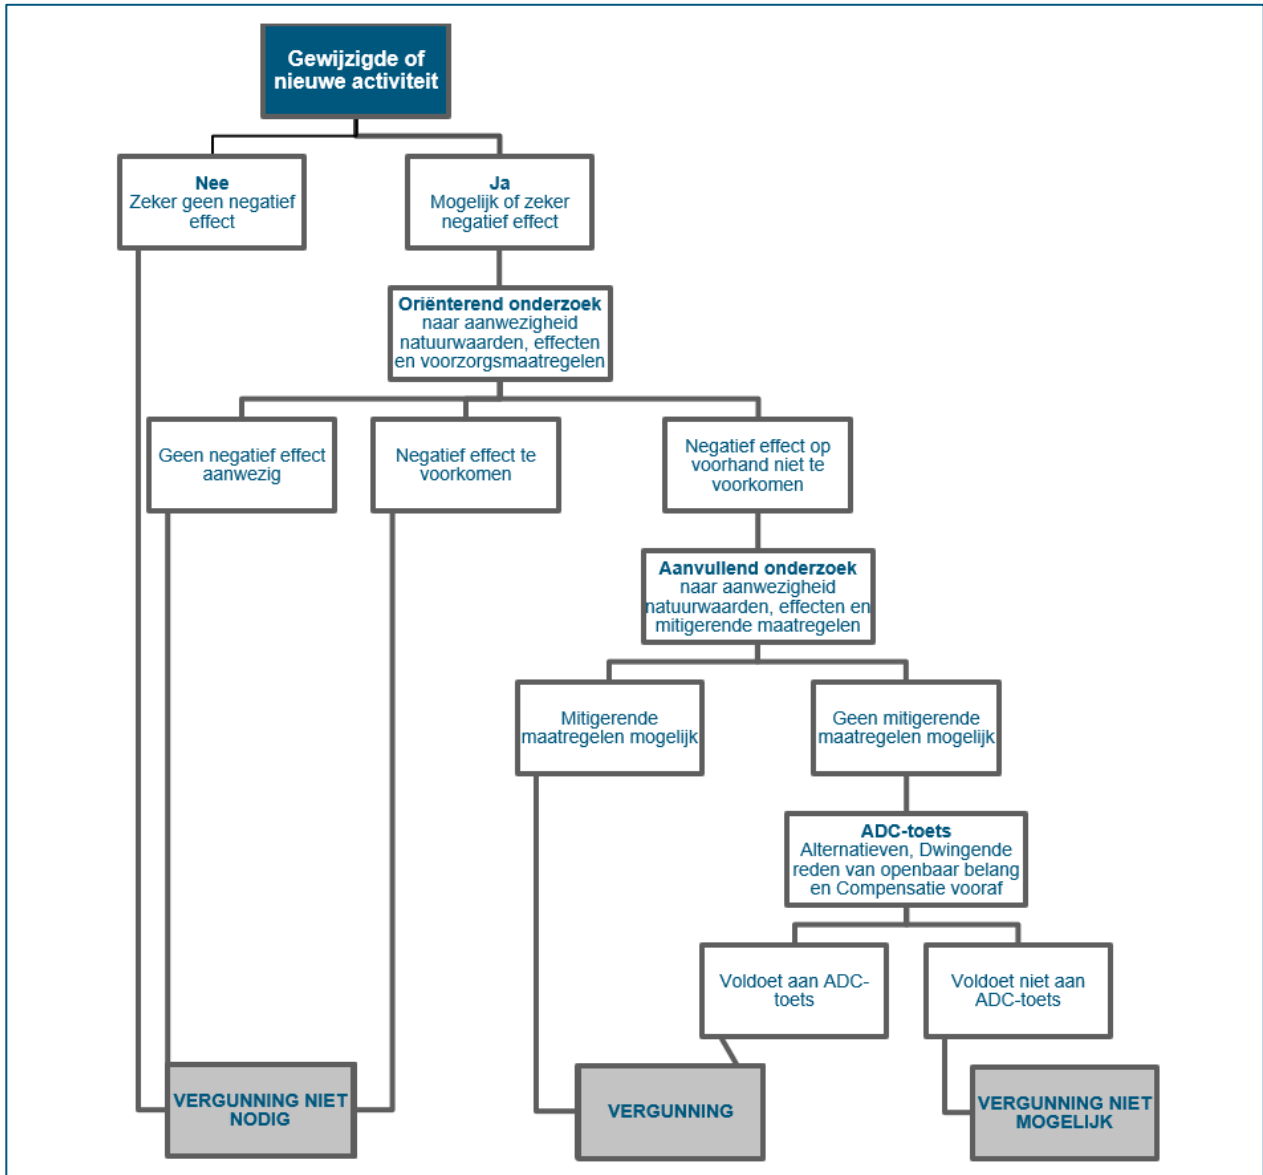 Gewijzigde of
nieuwe activiteit
Nee
Zeker geen negatief
effect
Ja
Mogelijk of zeker
negatief effect
Oriënterend onderzoek
naar aanwezigheid
natuurwaarden, effecten
en voorzorgsmaatregelen
Geen negatief effect
aanwezig
Negatief effect te
voorkomen
Negatief effect op
voorhand niet te
voorkomen
Aanvullend onderzoek
naar aanwezigheid
natuurwaarden, effecten en
mitigerende maatregelen
Mitigerende
maatregelen mogelijk
Geen mitigerende
maatregelen mogelijk
ADC-toets
Alternatieven, Dwingende
reden van openbaar belang
en Compensatie vooraf
Voldoet aan ADC-
toets
Voldoet niet aan
ADC-toets
VERGUNNING NIET
NODIG
VERGUNNING
VERGUNNING NIET
MOGELIJK